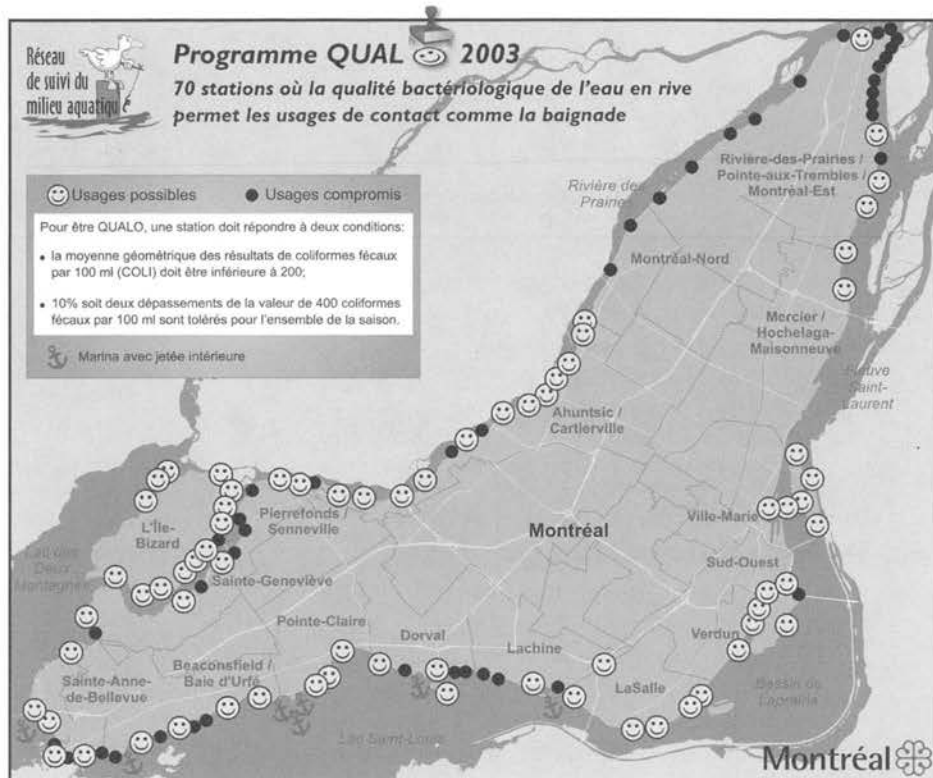 Réseau
de suivi du
milieu aquatique
Programme QUAL 2003
70 stations où la qualité bactériologique de l'eau en rive
permet les usages de contact comme la baignade
Usages possibles
Usages compromis
Pour être QUALO, une station doit répondre à deux conditions:
• la moyenne géométrique des résultats de coliformes fécaux
par 100 ml (COLI) doit être inférieure à 200;
• 10% soit deux dépassements de la valeur de 400 coliformes
fécaux par 100 ml sont tolérés pour l'ensemble de la saison.
Marina avec jetée intérieure
Rivière des
Prairies
Rivière-des-Prairies /
Pointe-aux-Trembles /
Montréal-Est
Montréal-Nord
Mercier /
Hochelaga-
Maisonneuve
Fleuve
Saint-
Laurent
Ahuntsic /
Cartierville
Pierrefonds /
Senneville
L'Île-
Bizard
Lac des
Deux
Montagnes
Sainte-Geneviève
Montréal
Ville-Marie
Sud-Ouest
Pointe-Claire
Dorval
Lachine
Verdun
Beaconsfield /
Baie d'Urfé
Sainte-Anne-
de-Bellevue
LaSalle
Bassin de
Laprairie
Lac Saint-Louis
Montréal